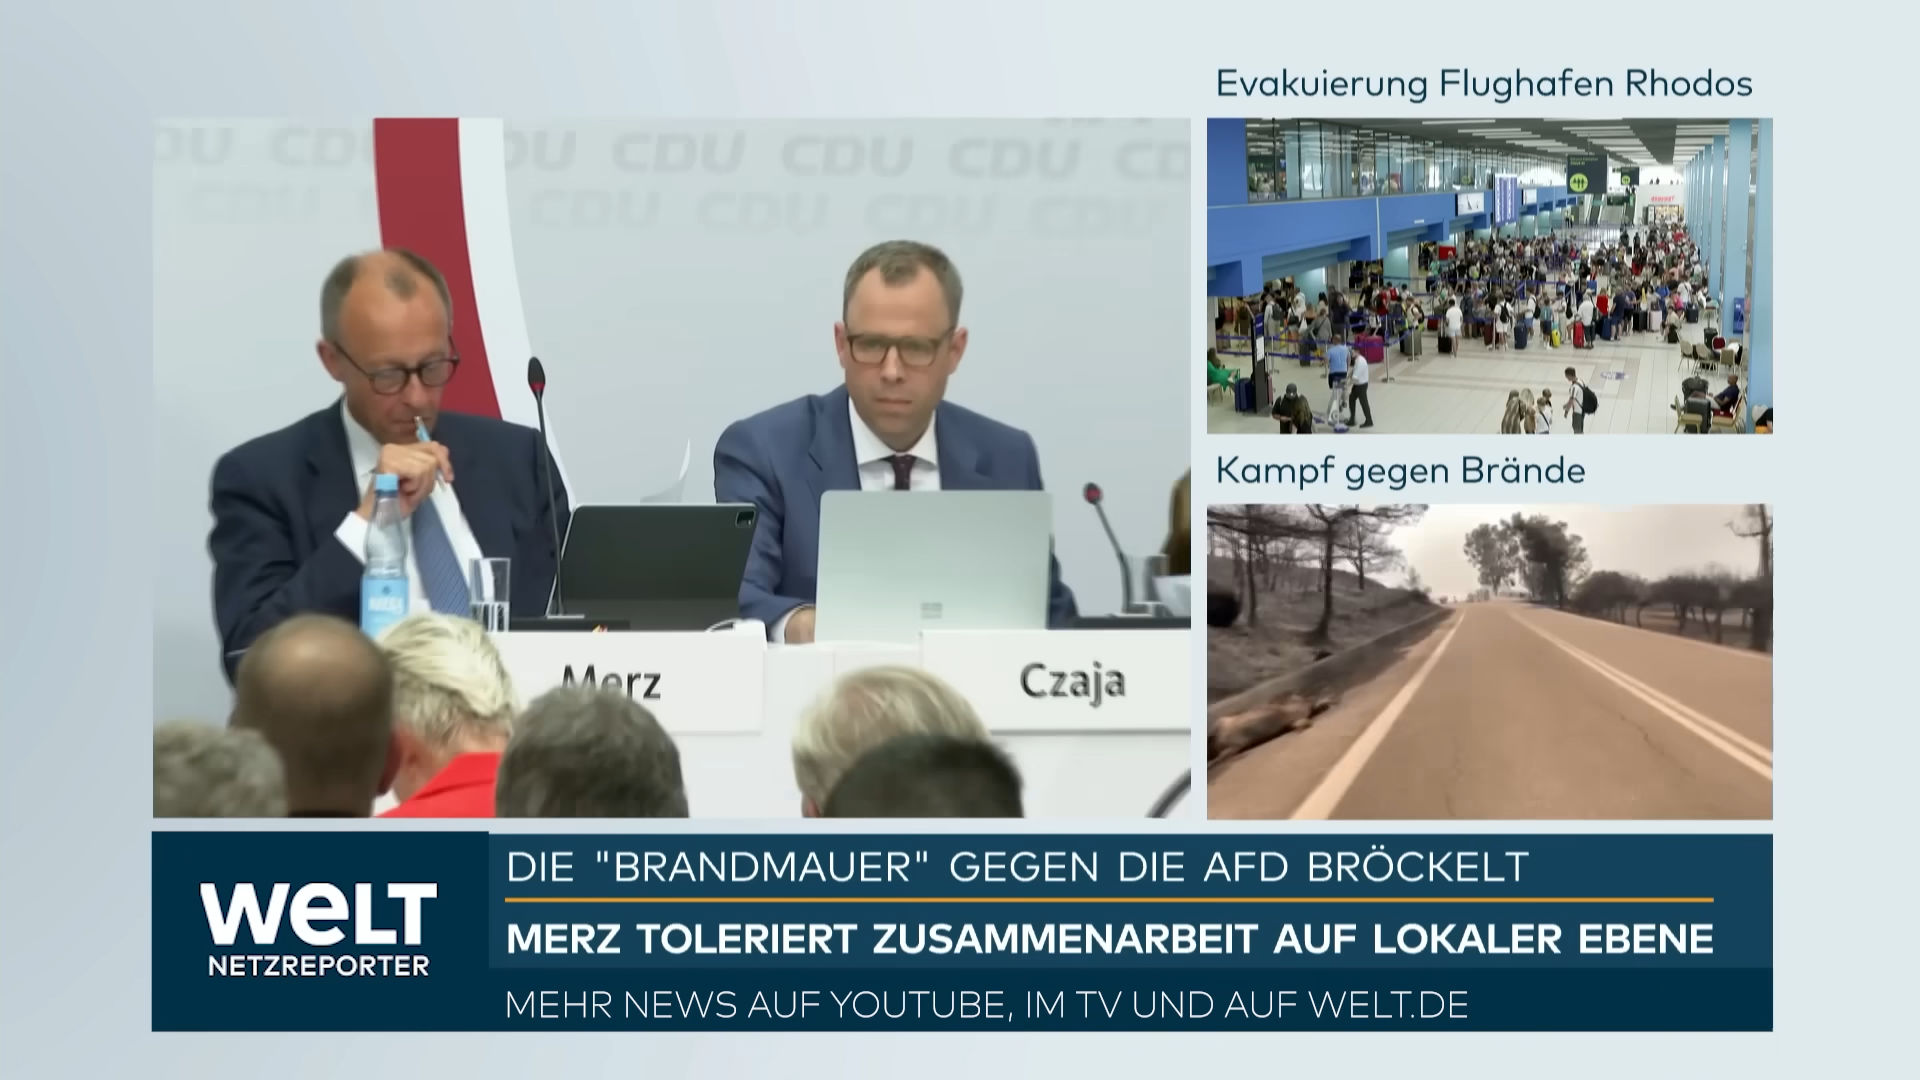 Evakuierung Flughafen Rhodos
CDU CDU CDU CDU
CDU CDU CDU CDU
Kampf gegen Brände
Merz
Czaja
WELT
NETZREPORTER
DIE "BRANDMAUER" GEGEN DIE AFD BRÖCKELT
MERZ TOLERIERT ZUSAMMENARBEIT AUF LOKALER EBENE
MEHR NEWS AUF YOUTUBE, IM TV UND AUF WELT.DE